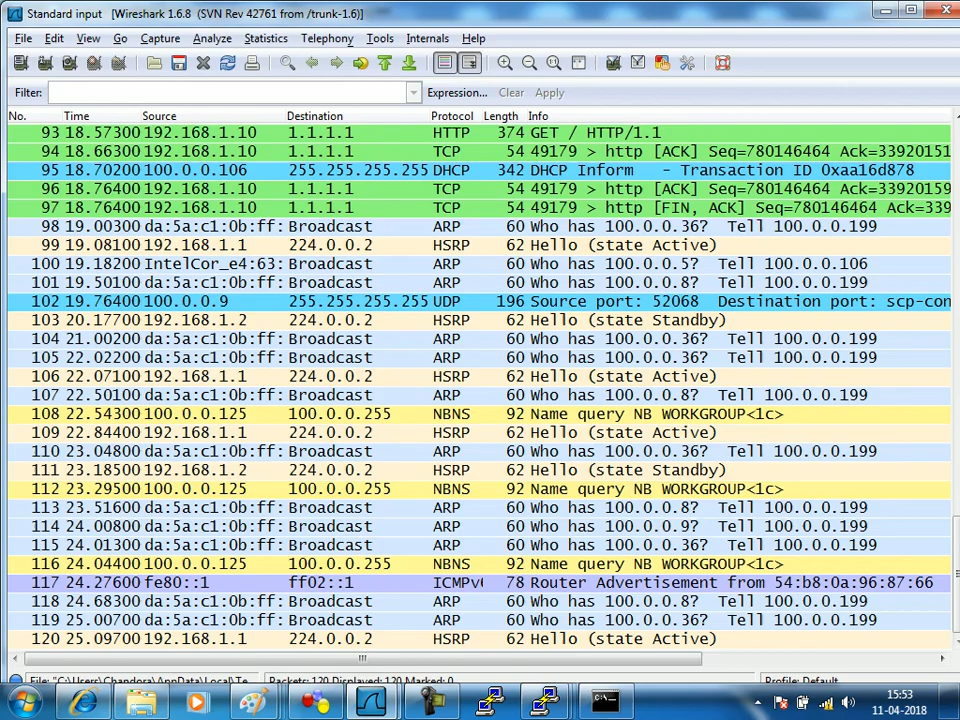 Standard input [Wireshark 1.6.8 (SVN Rev 42761 from /trunk-1.6)]
File Edit View Go Capture Analyze Statistics Telephony Tools Internals Help
Filter: Expression... Clear Apply
No. Time Source Destination Protocol Length Info
93 18.57300 192.168.1.10 1.1.1.1 HTTP 374 GET / HTTP/1.1
94 18.66300 192.168.1.10 1.1.1.1 TCP 54 49179 > http [ACK] Seq=780146464 Ack=33920151
95 18.70200 100.0.0.106 255.255.255.255 DHCP 342 DHCP Inform - Transaction ID 0xaa16d878
96 18.76400 192.168.1.10 1.1.1.1 TCP 54 49179 > http [ACK] Seq=780146464 Ack=33920159
97 18.76400 192.168.1.10 1.1.1.1 TCP 54 49179 > http [FIN, ACK] Seq=780146464 Ack=339
98 19.00300 da:5a:c1:0b:ff: Broadcast ARP 60 Who has 100.0.0.36? Tell 100.0.0.199
99 19.08100 192.168.1.1 224.0.0.2 HSRP 62 Hello (state Active)
100 19.18200 IntelCor_e4:63: Broadcast ARP 60 Who has 100.0.0.5? Tell 100.0.0.106
101 19.50100 da:5a:c1:0b:ff: Broadcast ARP 60 Who has 100.0.0.8? Tell 100.0.0.199
102 19.76400 100.0.0.9 255.255.255.255 UDP 196 Source port: 52068 Destination port: scp-con
103 20.17700 192.168.1.2 224.0.0.2 HSRP 62 Hello (state Standby)
104 21.00200 da:5a:c1:0b:ff: Broadcast ARP 60 Who has 100.0.0.36? Tell 100.0.0.199
105 22.02200 da:5a:c1:0b:ff: Broadcast ARP 60 Who has 100.0.0.36? Tell 100.0.0.199
106 22.07100 192.168.1.1 224.0.0.2 HSRP 62 Hello (state Active)
107 22.50100 da:5a:c1:0b:ff: Broadcast ARP 60 Who has 100.0.0.8? Tell 100.0.0.199
108 22.54300 100.0.0.125 100.0.0.255 NBNS 92 Name query NB WORKGROUP<1c>
109 22.84400 192.168.1.1 224.0.0.2 HSRP 62 Hello (state Active)
110 23.04800 da:5a:c1:0b:ff: Broadcast ARP 60 Who has 100.0.0.36? Tell 100.0.0.199
111 23.18500 192.168.1.2 224.0.0.2 HSRP 62 Hello (state Standby)
112 23.29500 100.0.0.125 100.0.0.255 NBNS 92 Name query NB WORKGROUP<1c>
113 23.51600 da:5a:c1:0b:ff: Broadcast ARP 60 Who has 100.0.0.8? Tell 100.0.0.199
114 24.00800 da:5a:c1:0b:ff: Broadcast ARP 60 Who has 100.0.0.9? Tell 100.0.0.199
115 24.01300 da:5a:c1:0b:ff: Broadcast ARP 60 Who has 100.0.0.36? Tell 100.0.0.199
116 24.04400 100.0.0.125 100.0.0.255 NBNS 92 Name query NB WORKGROUP<1c>
117 24.27600 fe80::1 ff02::1 ICMPv6 78 Router Advertisement from 54:b8:0a:96:87:66
118 24.68300 da:5a:c1:0b:ff: Broadcast ARP 60 Who has 100.0.0.8? Tell 100.0.0.199
119 25.00700 da:5a:c1:0b:ff: Broadcast ARP 60 Who has 100.0.0.36? Tell 100.0.0.199
120 25.09700 192.168.1.1 224.0.0.2 HSRP 62 Hello (state Active)
File: "C:\Users\Chandora\AppData\Local\Te... Packets: 120 Displayed: 120 Marked: 0 Profile: Default
15:53
11-04-2018